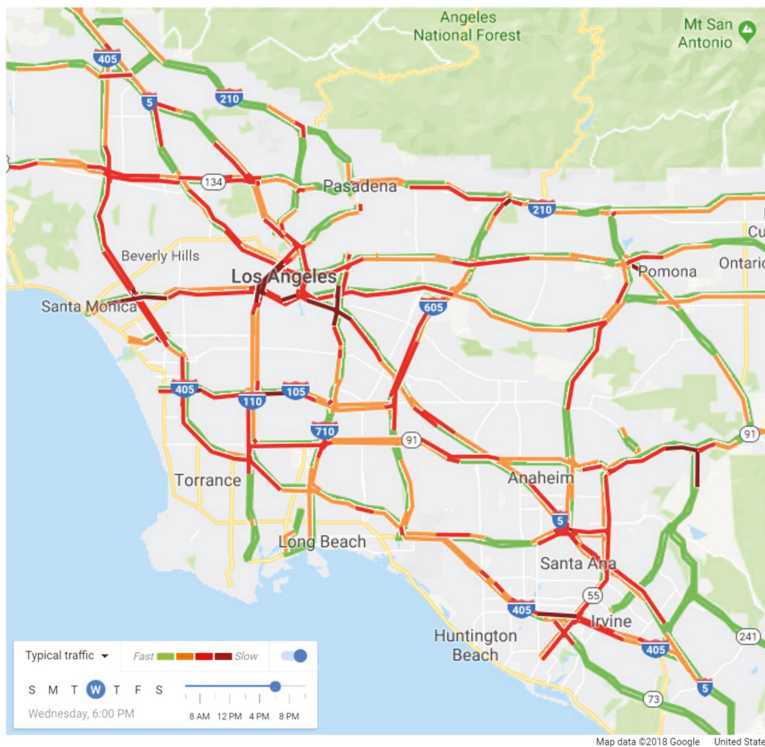 Angeles
National Forest
Mt San
Antonio
405
5
210
134
Pasadena
210
Beverly Hills
Los Angeles
Pomona
Ontario
Santa Monica
605
405
110
105
710
91
91
Torrance
Anaheim
5
Long Beach
Santa Ana
55
405
Irvine
Huntington
Beach
405
241
5
73
Typical traffic
Fast
Slow
S M T W T F S
Wednesday, 6:00 PM
8 AM 12 PM 4 PM 8 PM
Map data ©2018 Google United State